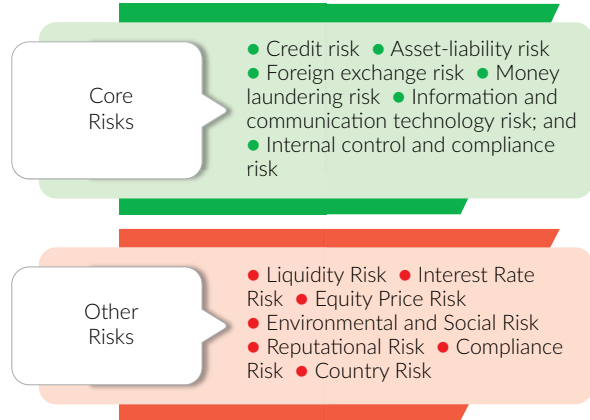 Core
Risks
● Credit risk ● Asset-liability risk
● Foreign exchange risk ● Money
laundering risk ● Information and
communication technology risk; and
● Internal control and compliance
risk
Other
Risks
● Liquidity Risk ● Interest Rate
Risk ● Equity Price Risk
● Environmental and Social Risk
● Reputational Risk ● Compliance
Risk ● Country Risk